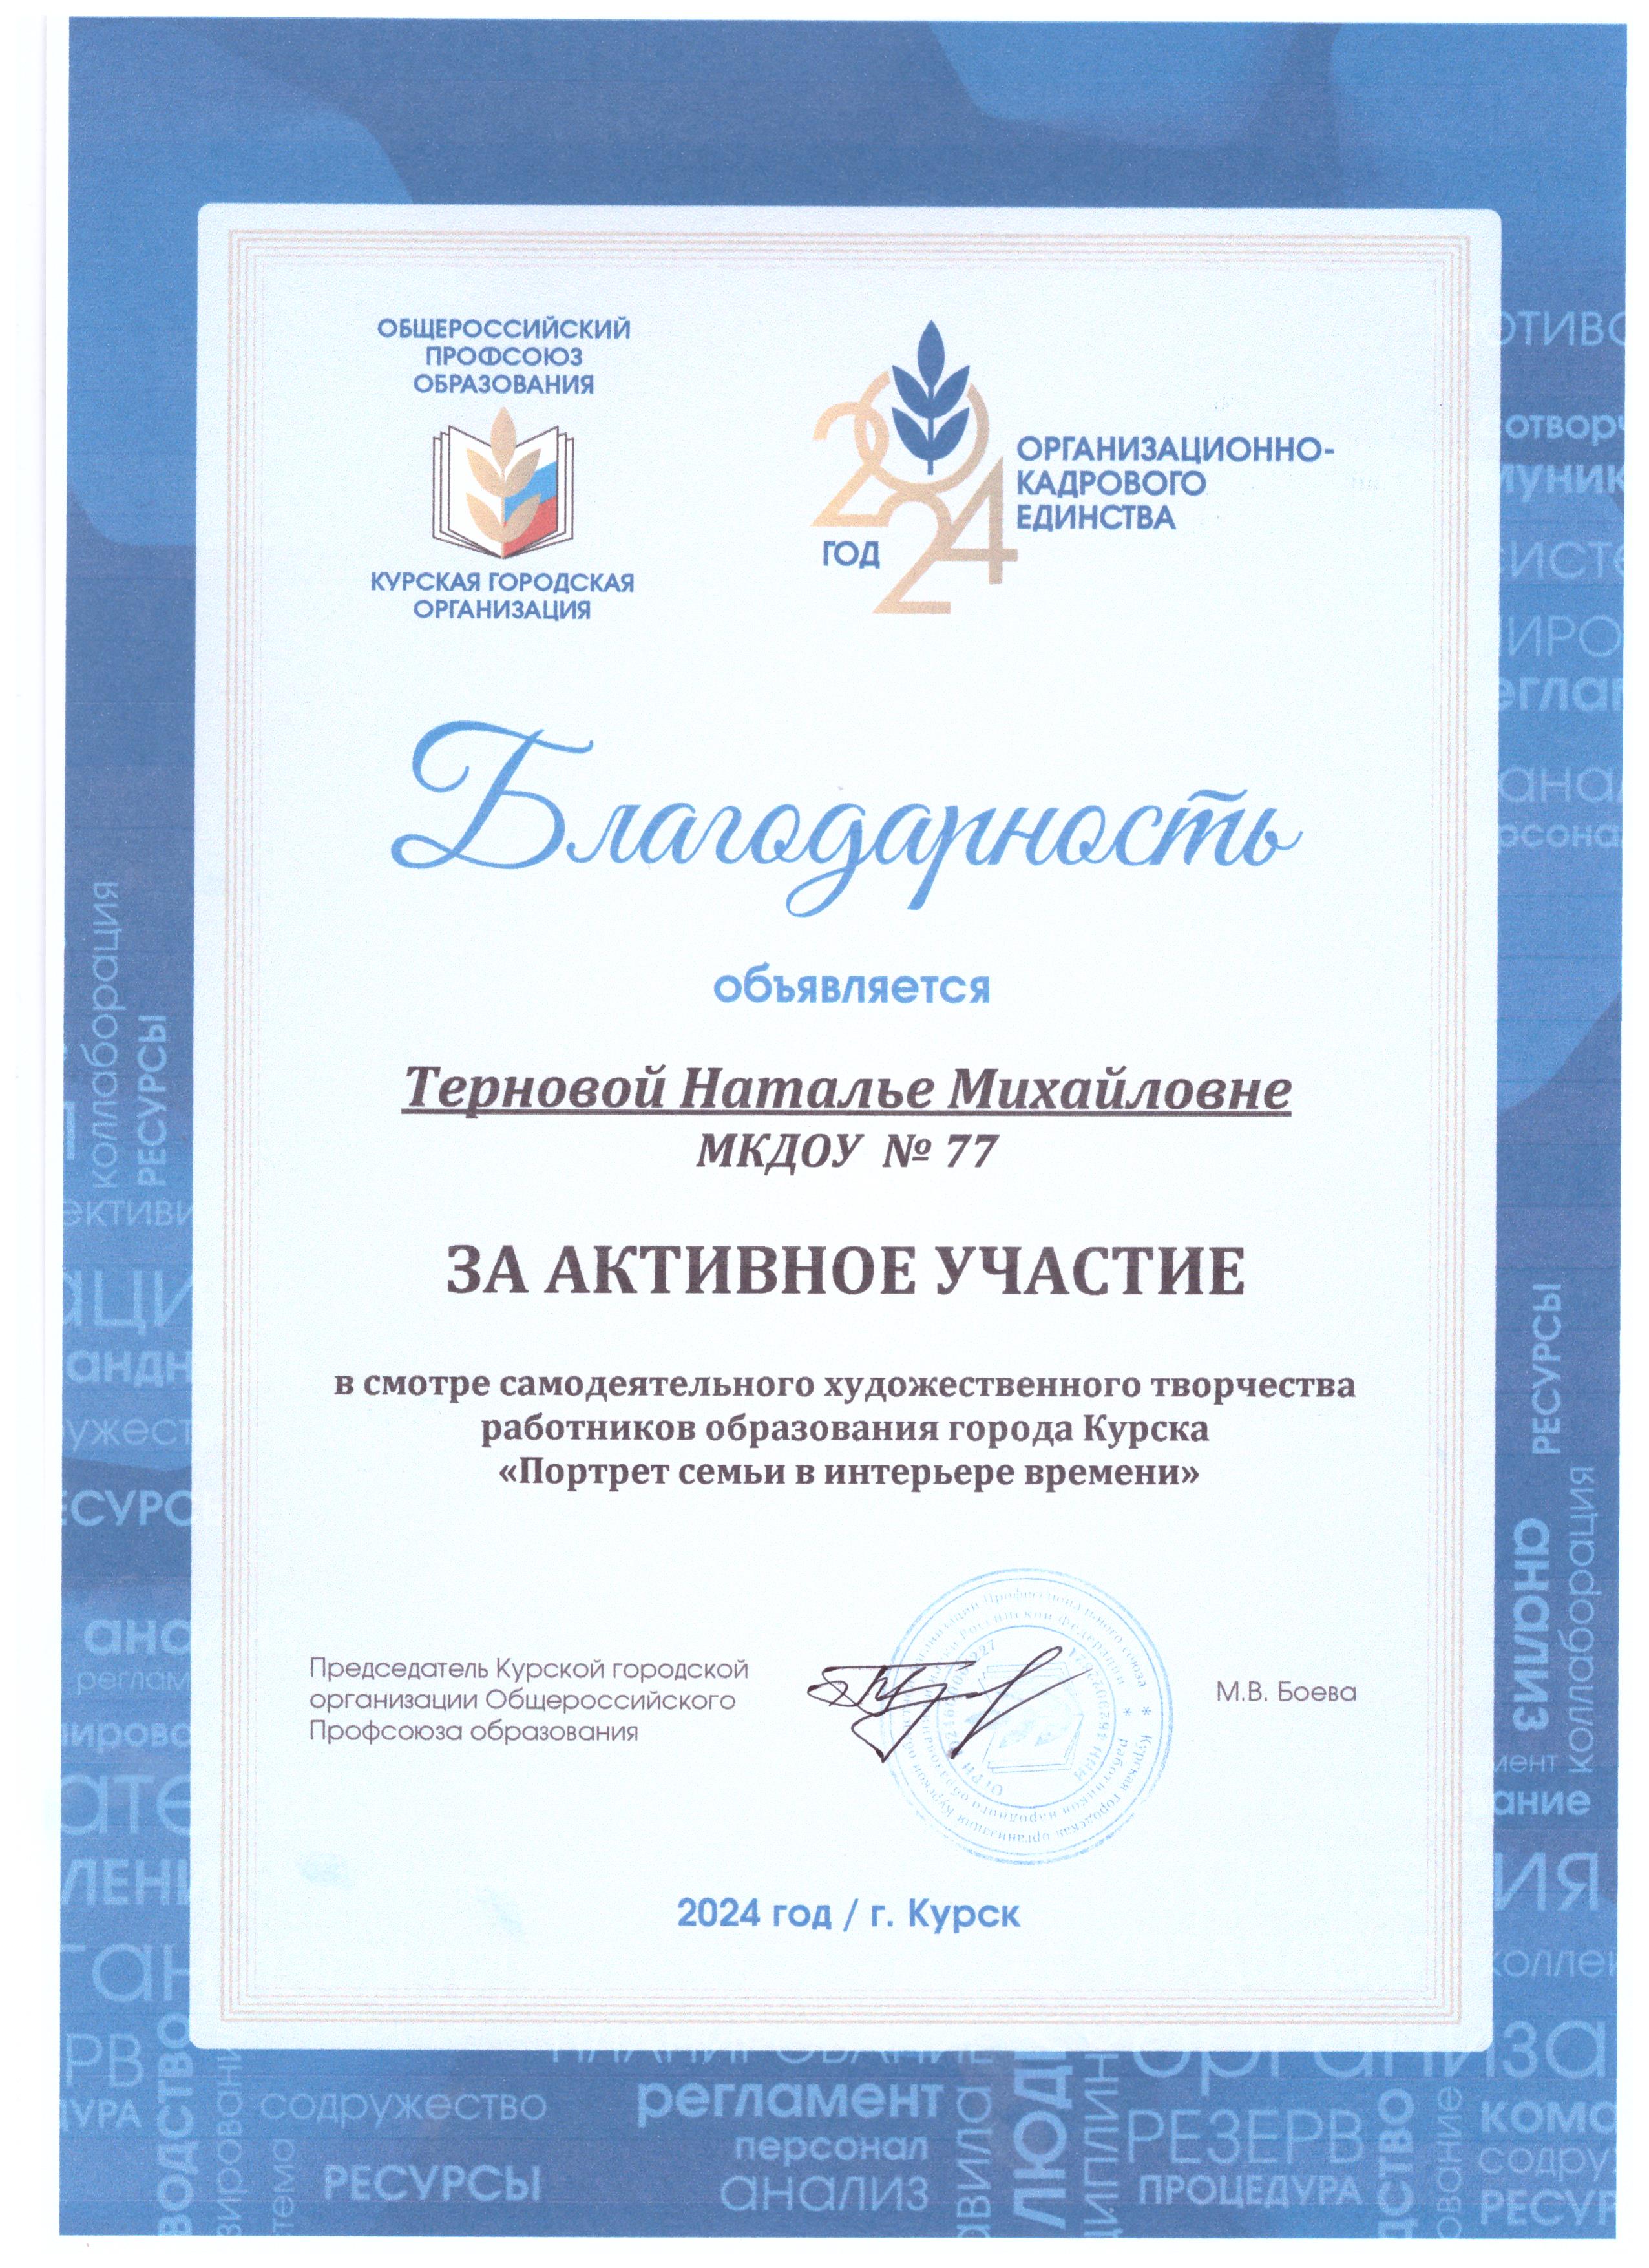 ОБЩЕРОССИЙСКИЙ
ПРОФСОЮЗ
ОБРАЗОВАНИЯ
КУРСКАЯ ГОРОДСКАЯ
ОРГАНИЗАЦИЯ
2024
ГОД
ОРГАНИЗАЦИОННО-
КАДРОВОГО
ЕДИНСТВА
Благодарность
объявляется
Терновой Наталье Михайловне
МКДОУ № 77
ЗА АКТИВНОЕ УЧАСТИЕ
в смотре самодеятельного художественного творчества
работников образования города Курска
«Портрет семьи в интерьере времени»
Председатель Курской городской
организации Общероссийского
Профсоюза образования
М.В. Боева
2024 год / г. Курск
коллаборация
РЕСУРСЫ
РЕСУРСЫ
анализ
коллаборация
содружество
РЕСУРСЫ
регламент
персонал
анализ
РЕЗЕРВ
ПРОЦЕДУРА